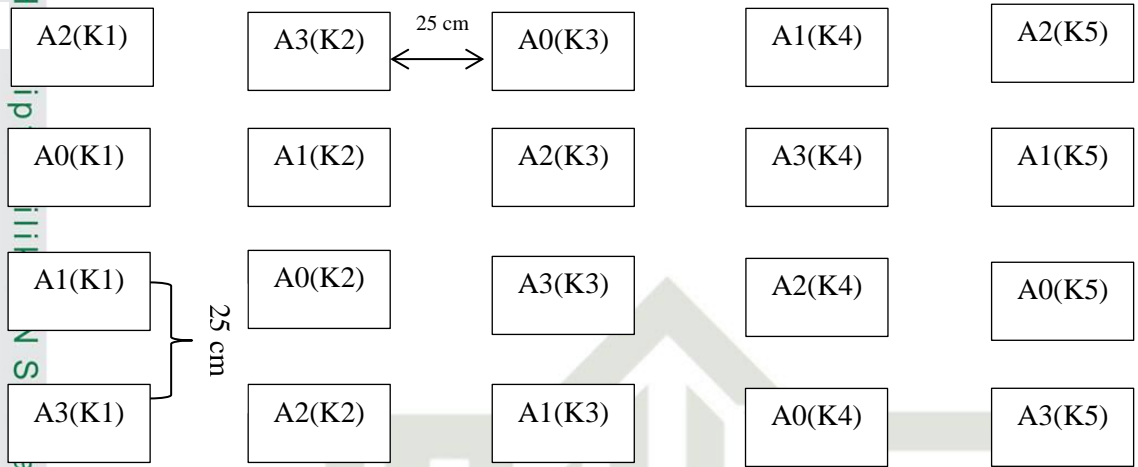 A2(K1) A3(K2) 25 cm A0(K3) A1(K4) A2(K5)
A0(K1) A1(K2) A2(K3) A3(K4) A1(K5)
A1(K1) A0(K2) A3(K3) A2(K4) A0(K5)
25 cm
A3(K1) A2(K2) A1(K3) A0(K4) A3(K5)